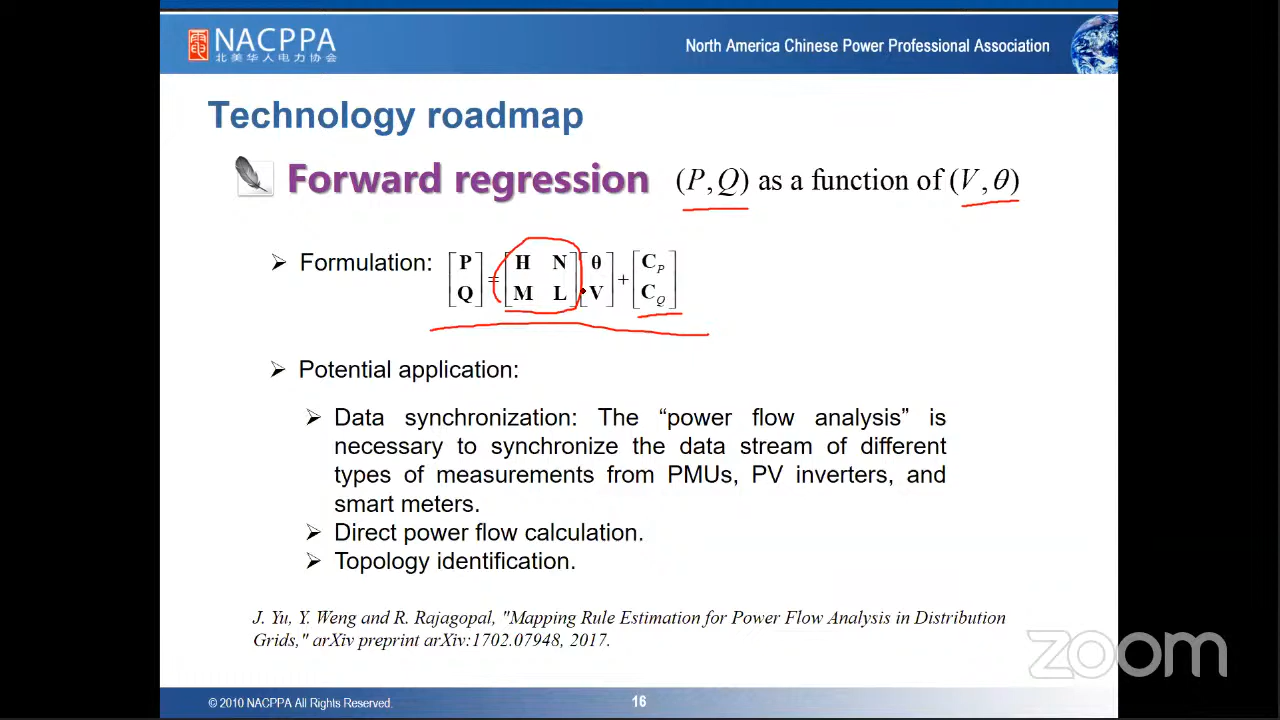 電 NACPPA
北美华人电力协会
North America Chinese Power Professional Association
Technology roadmap
Forward regression (P,Q) as a function of (V,θ)
➢ Formulation: [P Q] = [H N M L] [θ V] + [C_P C_Q]
➢ Potential application:
➢ Data synchronization: The “power flow analysis” is
necessary to synchronize the data stream of different
types of measurements from PMUs, PV inverters, and
smart meters.
➢ Direct power flow calculation.
➢ Topology identification.
J. Yu, Y. Weng and R. Rajagopal, "Mapping Rule Estimation for Power Flow Analysis in Distribution
Grids," arXiv preprint arXiv:1702.07948, 2017.
zoom
© 2010 NACPPA All Rights Reserved.
16